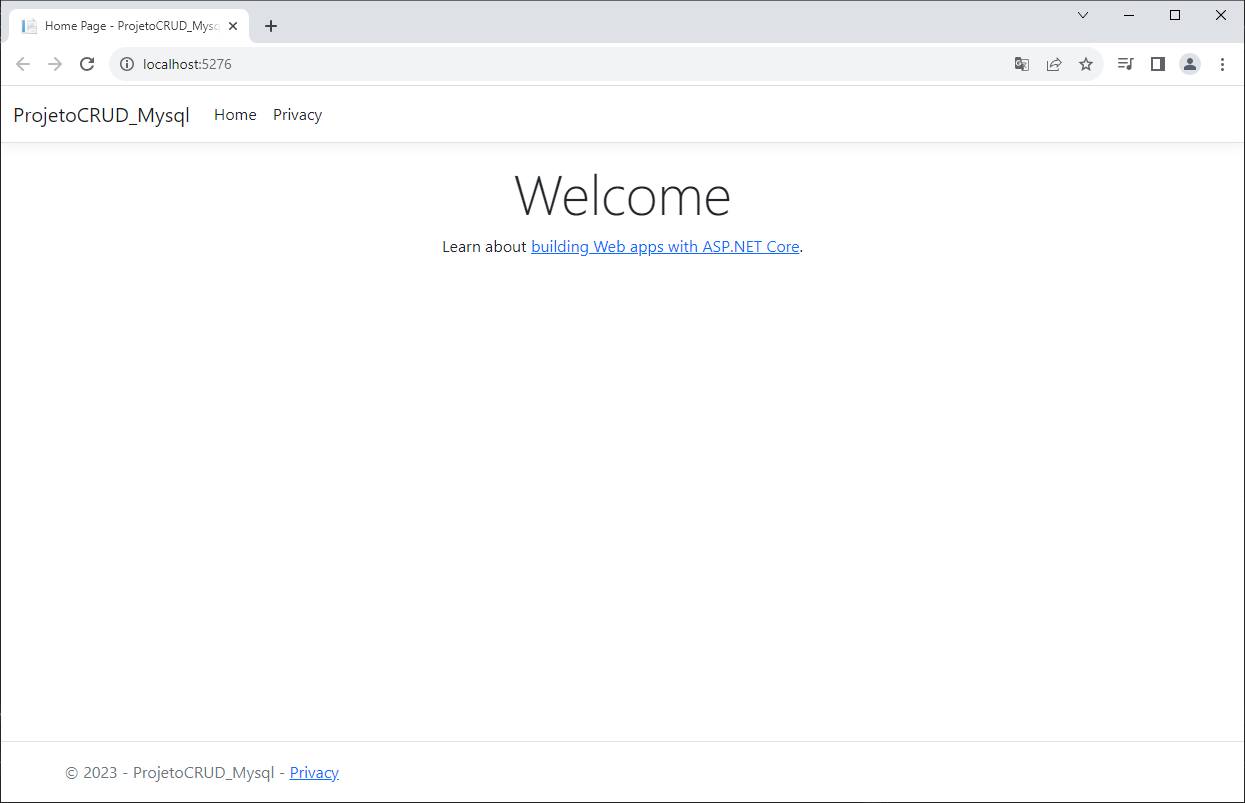 Home Page - ProjetoCRUD_Mysq
localhost:5276
ProjetoCRUD_Mysql Home Privacy
Welcome
Learn about building Web apps with ASP.NET Core.
© 2023 - ProjetoCRUD_Mysql - Privacy